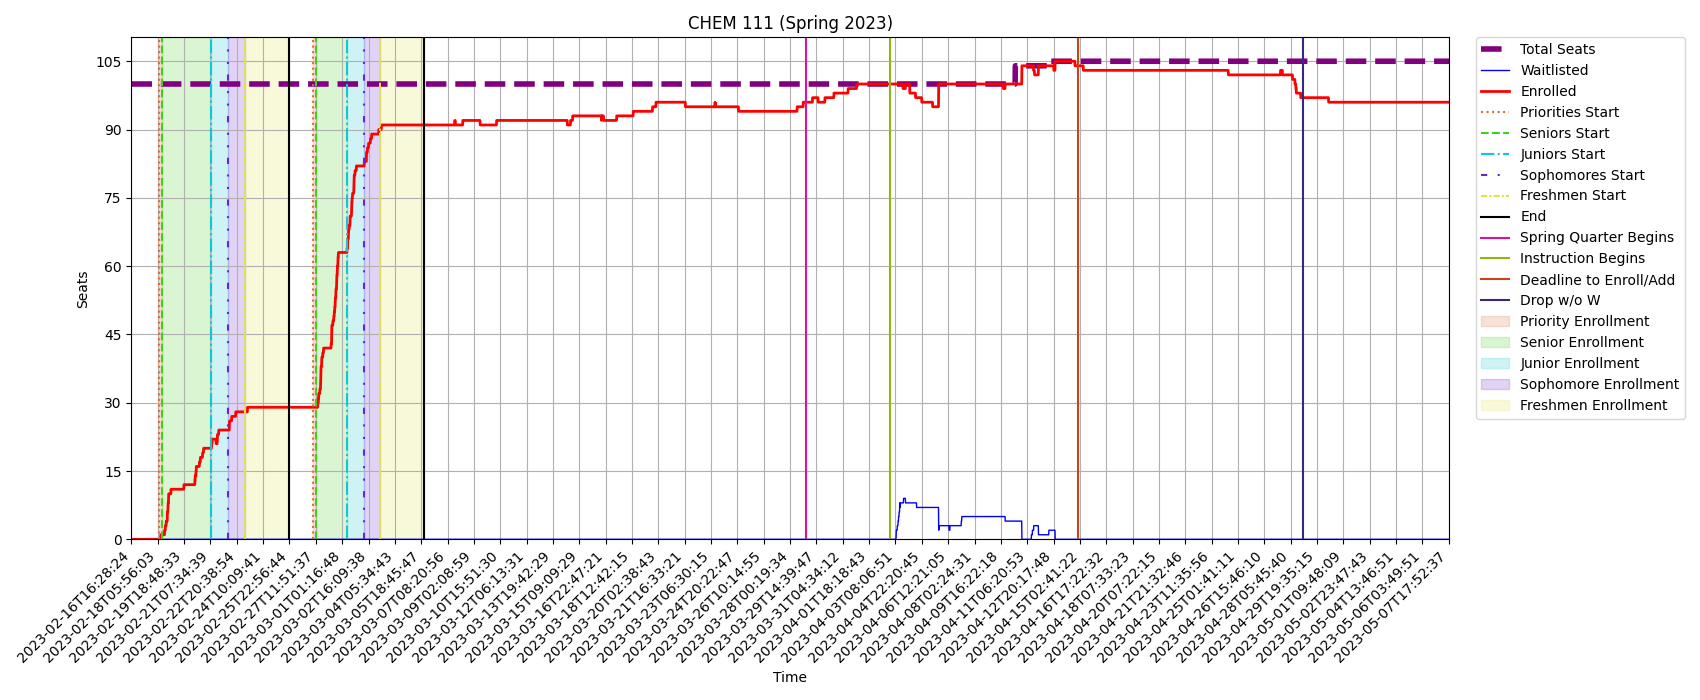 CHEM 111 (Spring 2023)
105
90
75
60
45
30
15
0
Seats
2023-02-16T16:28:24
2023-02-18T05:56:03
2023-02-19T18:48:33
2023-02-21T07:34:39
2023-02-22T20:38:54
2023-02-24T10:09:41
2023-02-25T22:56:44
2023-02-27T11:51:37
2023-03-01T01:16:48
2023-03-02T16:09:38
2023-03-04T05:34:43
2023-03-05T18:45:47
2023-03-07T08:20:56
2023-03-09T02:08:59
2023-03-10T15:51:30
2023-03-12T06:13:31
2023-03-13T19:42:29
2023-03-15T09:09:29
2023-03-16T22:47:21
2023-03-18T12:42:15
2023-03-20T02:38:43
2023-03-21T16:33:21
2023-03-23T06:30:15
2023-03-24T20:22:47
2023-03-26T10:14:55
2023-03-28T00:19:34
2023-03-29T14:39:47
2023-03-31T04:34:12
2023-04-01T18:18:43
2023-04-03T08:06:51
2023-04-04T22:20:45
2023-04-06T12:21:05
2023-04-08T02:24:31
2023-04-09T16:22:18
2023-04-11T06:20:53
2023-04-12T20:17:48
2023-04-15T02:41:22
2023-04-16T17:22:32
2023-04-18T07:33:23
2023-04-20T07:22:15
2023-04-21T21:32:46
2023-04-23T11:35:56
2023-04-25T01:41:11
2023-04-26T15:46:10
2023-04-28T05:45:40
2023-04-29T19:35:15
2023-05-01T09:48:09
2023-05-02T23:47:43
2023-05-04T13:46:51
2023-05-06T03:49:51
2023-05-07T17:52:37
Time
Total Seats
Waitlisted
Enrolled
Priorities Start
Seniors Start
Juniors Start
Sophomores Start
Freshmen Start
End
Spring Quarter Begins
Instruction Begins
Deadline to Enroll/Add
Drop w/o W
Priority Enrollment
Senior Enrollment
Junior Enrollment
Sophomore Enrollment
Freshmen Enrollment